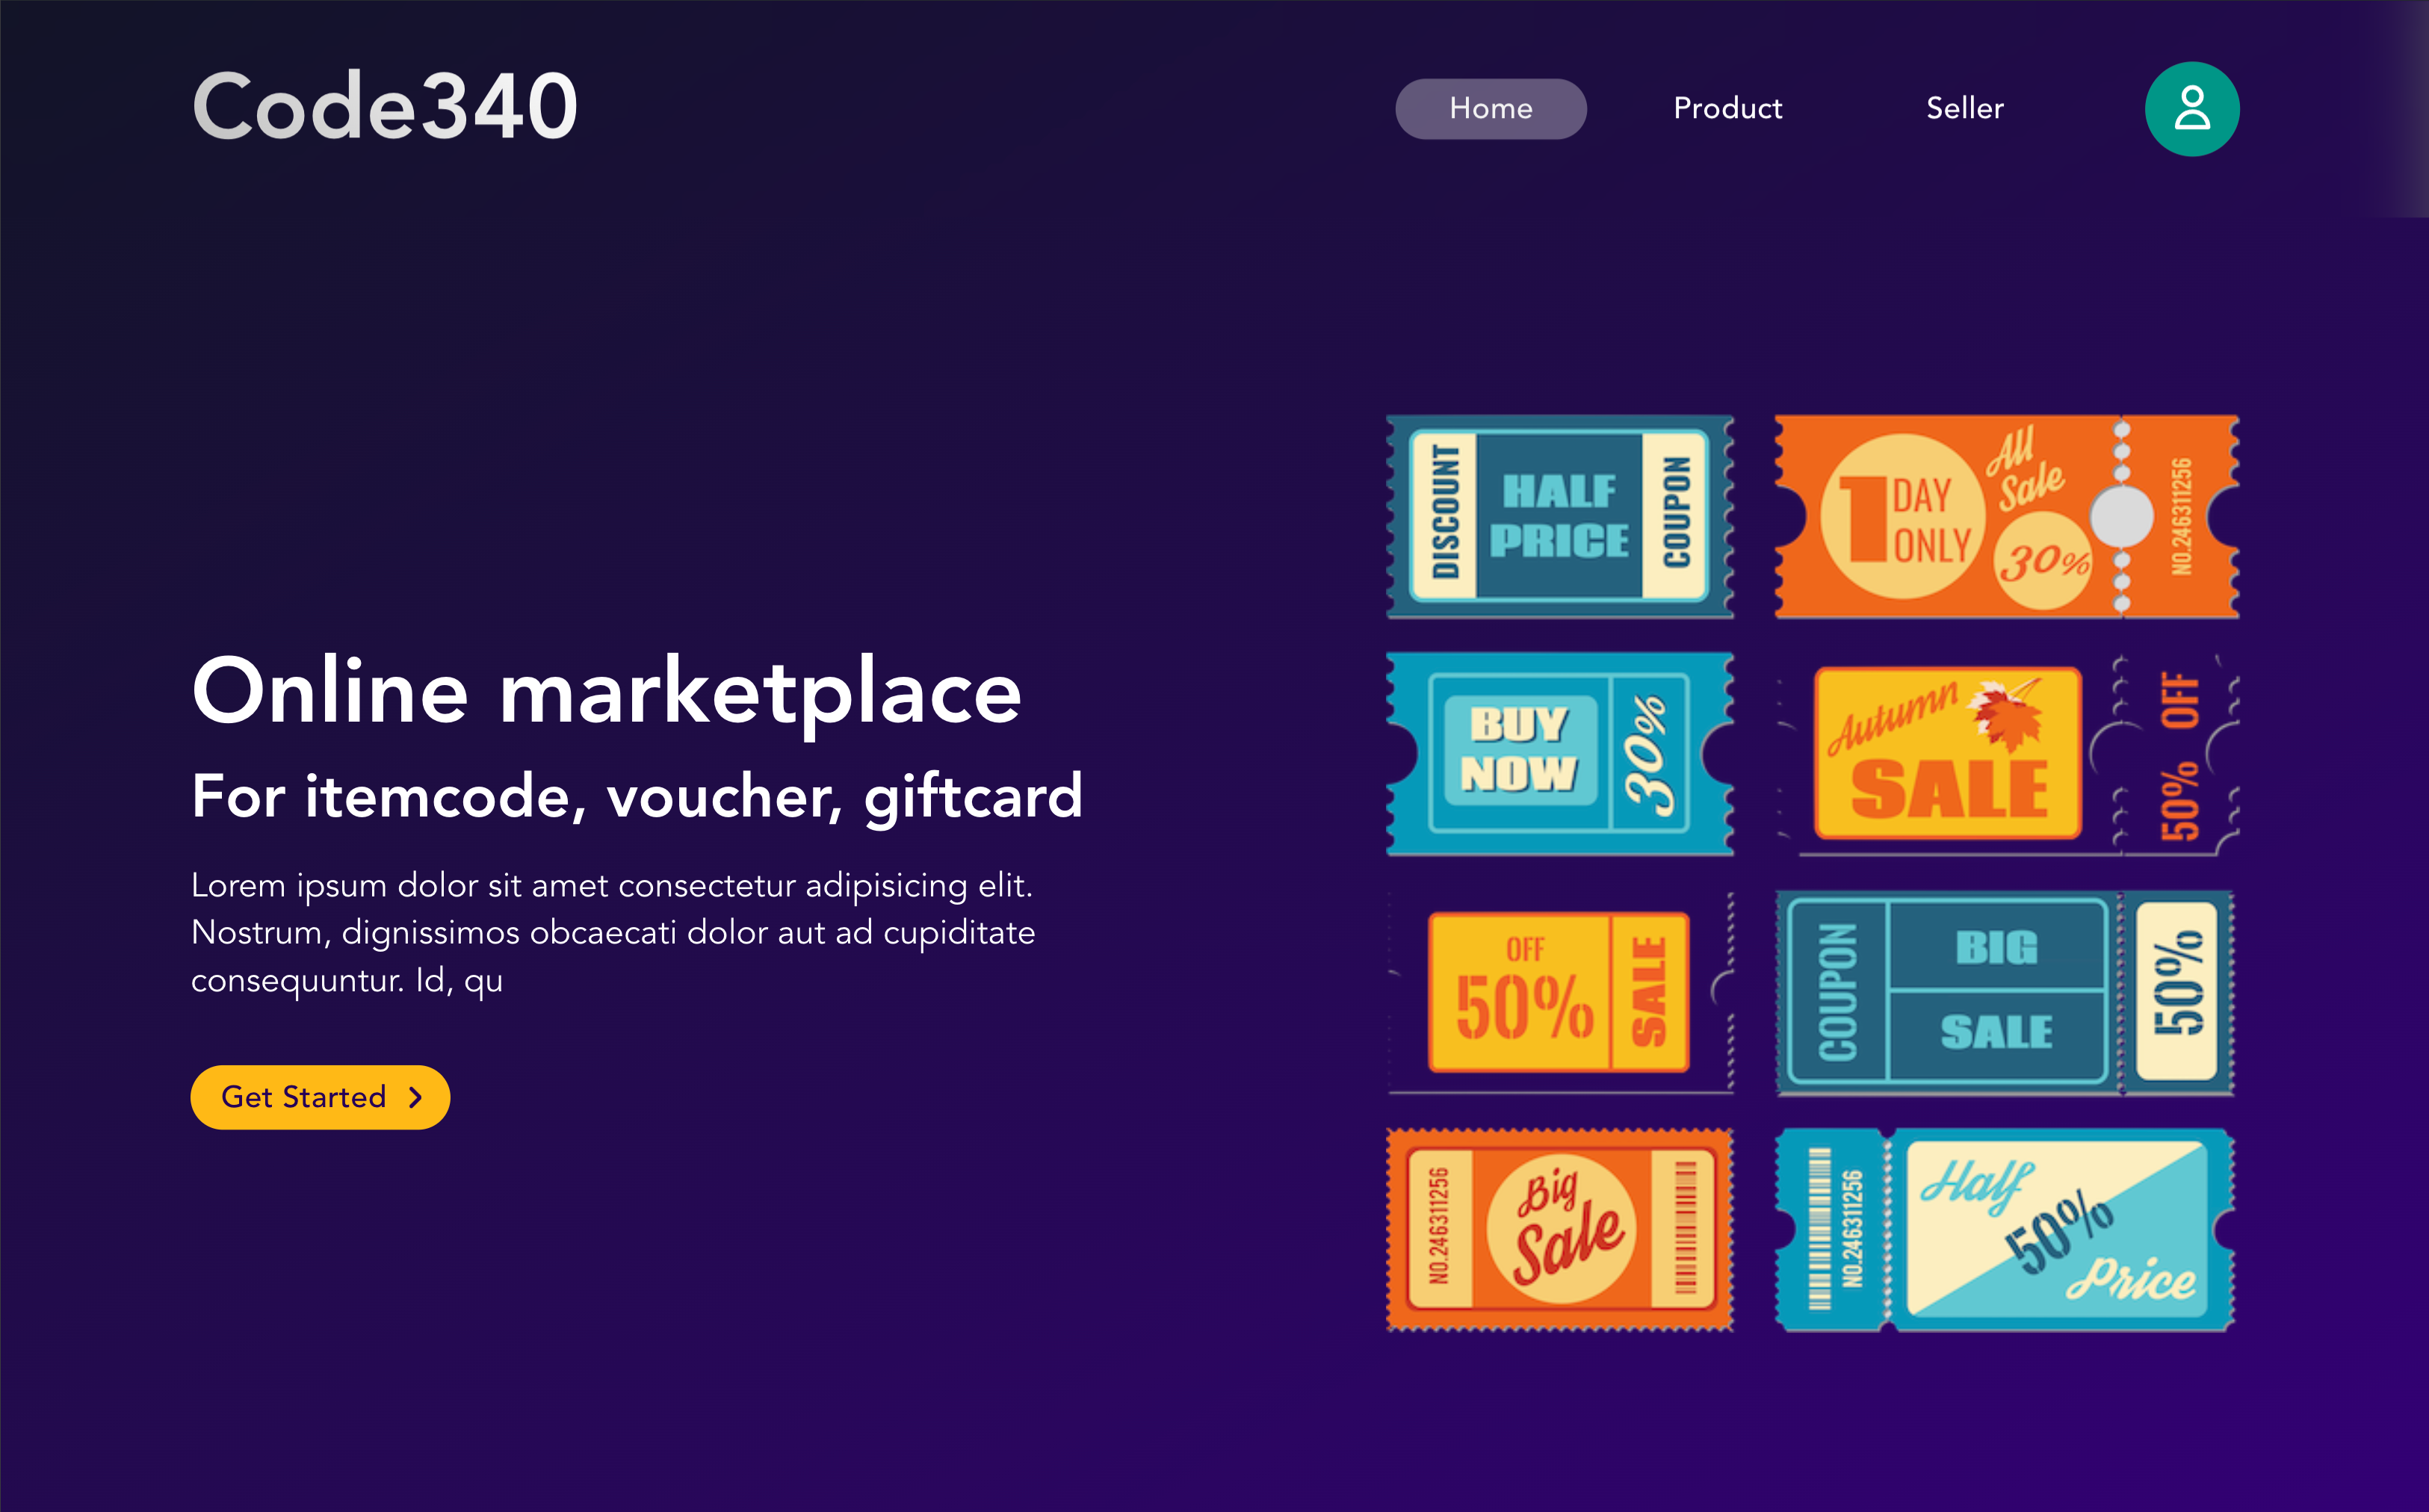 Code340
Home
Product
Seller
Online marketplace
For itemcode, voucher, giftcard
Lorem ipsum dolor sit amet consectetur adipisicing elit.
Nostrum, dignissimos obcaecati dolor aut ad cupiditate
consequuntur. Id, qu
Get Started
DISCOUNT
HALF
PRICE
COUPON
1 DAY
ONLY
All
Sale
30%
NO.246311256
BUY
NOW
30%
Autumn
SALE
50% OFF
OFF
50%
SALE
COUPON
BIG
SALE
50%
NO.246311256
Big
Sale
NO.246311256
Half
50%
Price